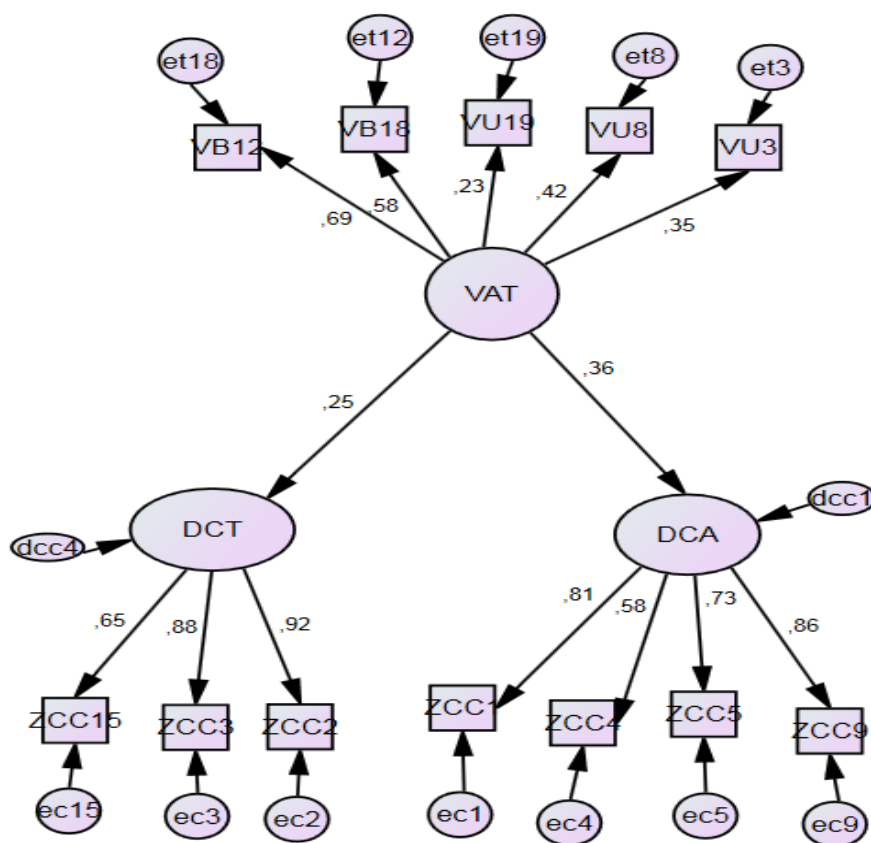 et18
et12
et19
et8
et3
VB12
VB18
VU19
VU8
VU3
,69
,58
,23
,42
,35
VAT
,25
,36
DCT
DCA
dcc4
dcc1
,65
,88
,92
,81
,58
,73
,86
ZCC15
ZCC3
ZCC2
ZCC1
ZCC4
ZCC5
ZCC9
ec15
ec3
ec2
ec1
ec4
ec5
ec9